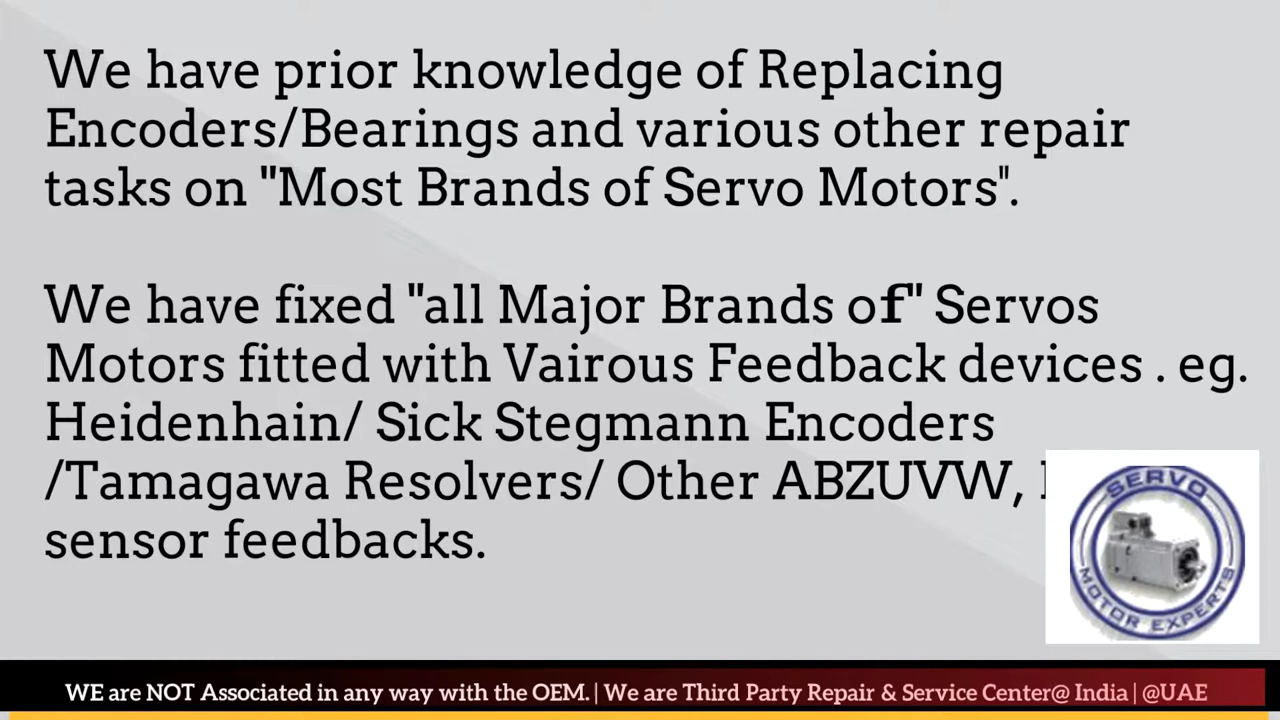 We have prior knowledge of Replacing
Encoders/Bearings and various other repair
tasks on "Most Brands of Servo Motors".
We have fixed "all Major Brands of" Servos
Motors fitted with Vairous Feedback devices . eg.
Heidenhain/ Sick Stegmann Encoders
/Tamagawa Resolvers/ Other ABZUVW,
sensor feedbacks.
SERVO
MOTOR EXPERTS
WE are NOT Associated in any way with the OEM. | We are Third Party Repair & Service Center@ India | @UAE